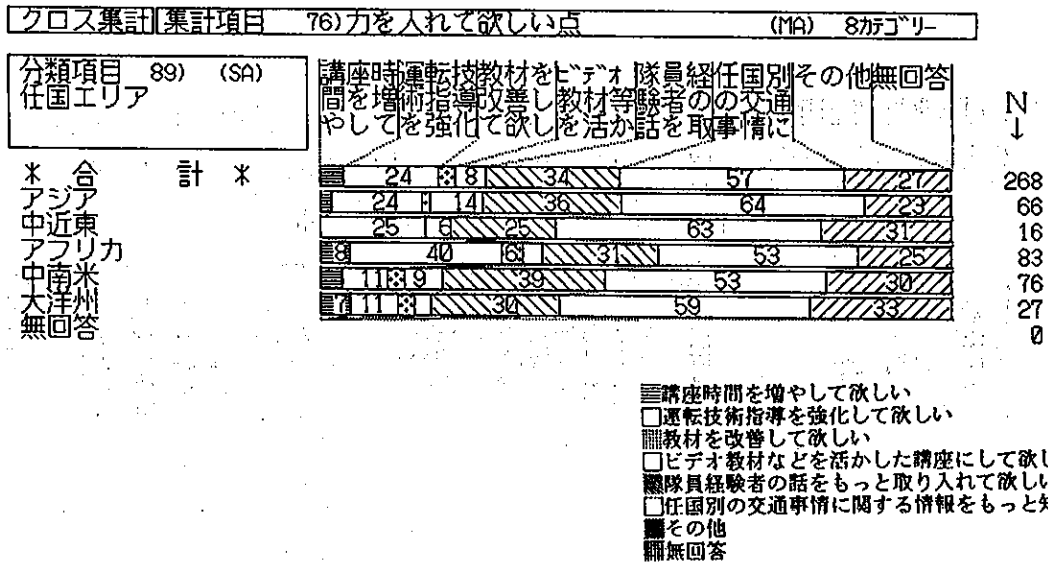 クロス集計 集計項目 76)力を入れて欲しい点 (MA) 8カテゴリー
分類項目 89) (SA)
任国エリア
講座時間を増やして
運転技術指導を強化
教材を改善して欲し
ビデオ教材等を活か
隊員経験者の話を取
任国別の交通事情に
その他
無回答
N
↓
* 合 計 * 24 8 34 57 27 268
アジア 24 14 36 64 23 66
中近東 25 6 25 63 31 16
アフリカ 8 40 6 31 53 25 83
中南米 11 9 39 53 30 76
大洋州 7 11 30 59 33 27
無回答 0
講座時間を増やして欲しい
運転技術指導を強化して欲しい
教材を改善して欲しい
ビデオ教材などを活かした講座にして欲し
隊員経験者の話をもっと取り入れて欲しい
任国別の交通事情に関する情報をもっと知
その他
無回答